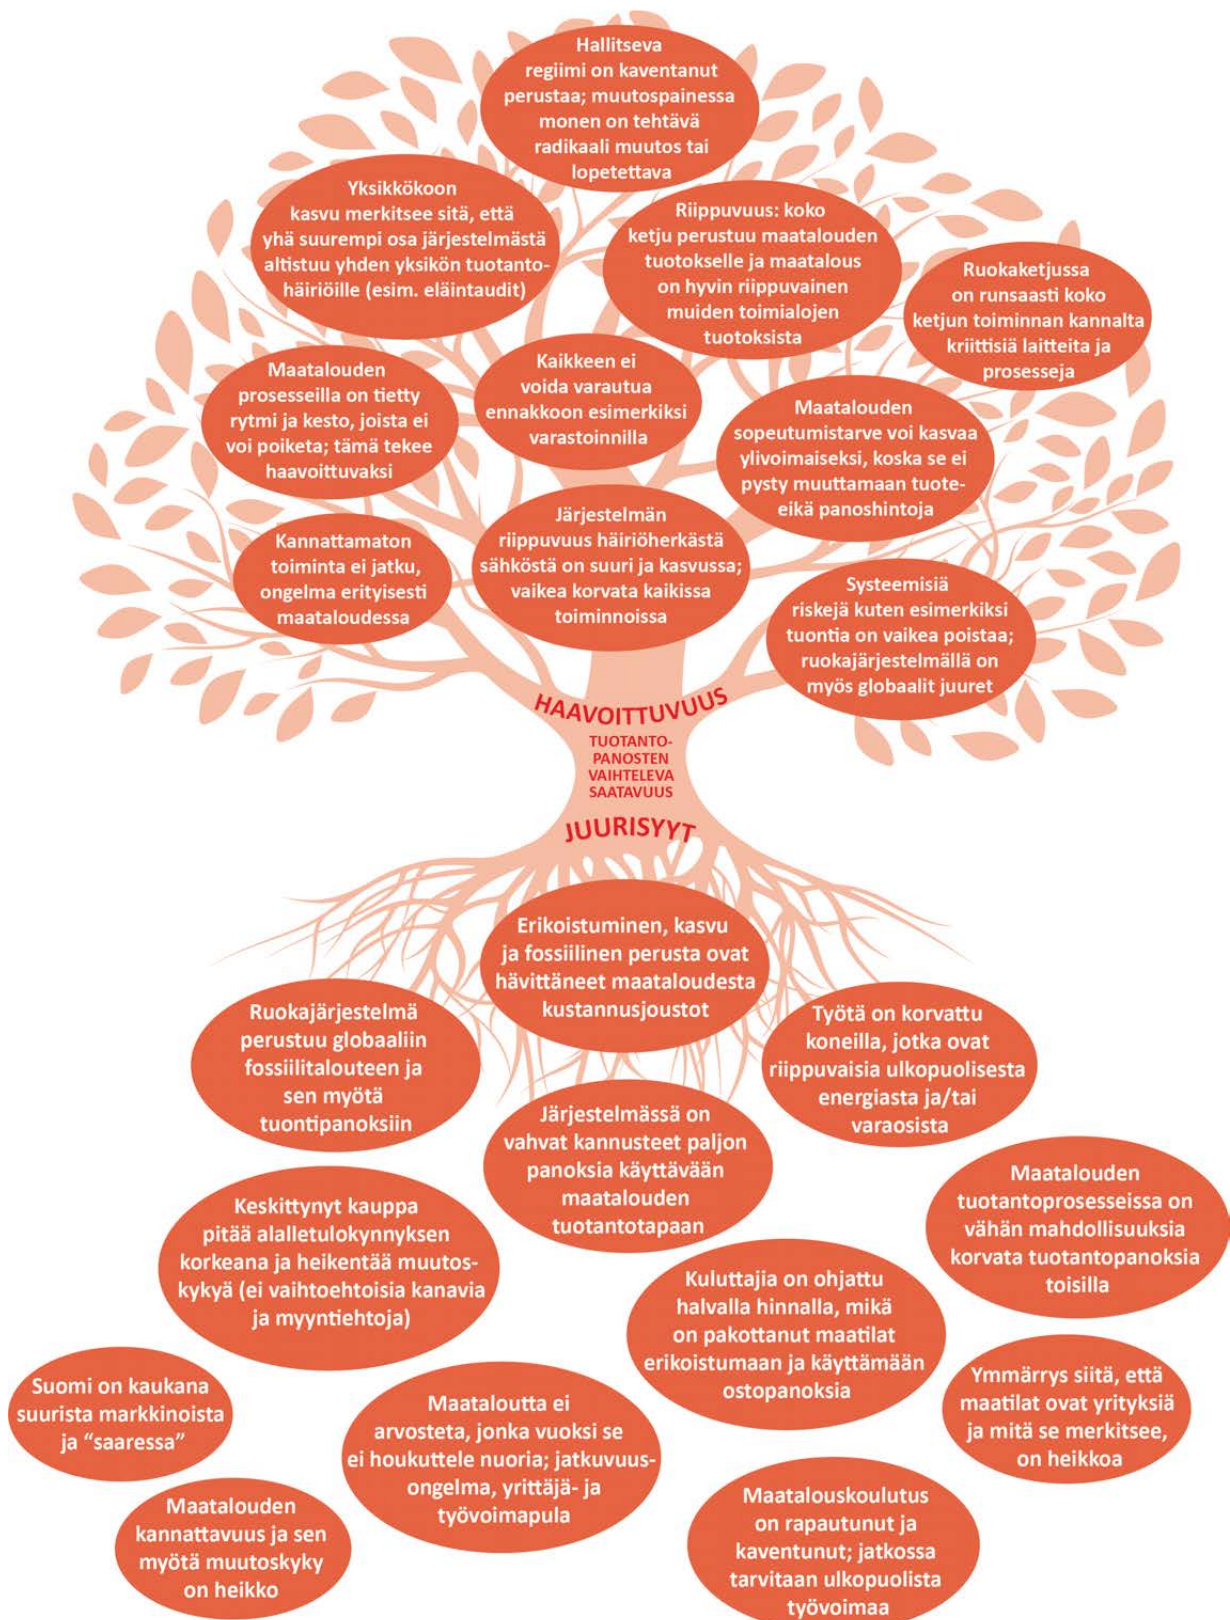 Hallitseva
regiimi on kaventanut
perustaa; muutospainessa
monen on tehtävä
radikaali muutos tai
lopetettava
Yksikkökoon
kasvu merkitsee sitä, että
yhä suurempi osa järjestelmästä
altistuu yhden yksikön tuotanto-
häiriöille (esim. eläintaudit)
Riippuvuus: koko
ketju perustuu maatalouden
tuotokselle ja maatalous
on hyvin riippuvainen
muiden toimialojen
tuotoksista
Ruokaketjussa
on runsaasti koko
ketjun toiminnan kannalta
kriittisiä laitteita ja
prosesseja
Maatalouden
prosesseilla on tietty
rytmi ja kesto, joista ei
voi poiketa; tämä tekee
haavoittuvaksi
Kaikkeen ei
voida varautua
ennakkoon esimerkiksi
varastoinnilla
Maatalouden
sopeutumistarve voi kasvaa
ylivoimaiseksi, koska se ei
pysty muuttamaan tuote-
eikä panoshintoja
Kannattamaton
toiminta ei jatku,
ongelma erityisesti
maataloudessa
Järjestelmän
riippuvuus häiriöherkästä
sähköstä on suuri ja kasvussa;
vaikea korvata kaikissa
toiminnoissa
Systeemisiä
riskejä kuten esimerkiksi
tuontia on vaikea poistaa;
ruokajärjestelmällä on
myös globaalit juuret
HAAVOITTUVUUS
TUOTANTO-
PANOSTEN
VAIHTELEVA
SAATAVUUS
JUURISYYT
Erikoistuminen, kasvu
ja fossiilinen perusta ovat
hävittäneet maataloudesta
kustannusjoustot
Ruokajärjestelmä
perustuu globaaliin
fossiilitalouteen ja
sen myötä
tuontipanoksiin
Työtä on korvattu
koneilla, jotka ovat
riippuvaisia ulkopuolisesta
energiasta ja/tai
varaosista
Järjestelmässä on
vahvat kannusteet paljon
panoksia käyttävään
maatalouden
tuotantotapaan
Maatalouden
tuotantoprosesseissa on
vähän mahdollisuuksia
korvata tuotantopanoksia
toisilla
Keskittynyt kauppa
pitää alalletulokynnyksen
korkeana ja heikentää muutos-
kykyä (ei vaihtoehtoisia kanavia
ja myyntiehtoja)
Kuluttajia on ohjattu
halvalla hinnalla, mikä
on pakottanut maatilat
erikoistumaan ja käyttämään
ostopanoksia
Suomi on kaukana
suurista markkinoista
ja “saaressa”
Maataloutta ei
arvosteta, jonka vuoksi se
ei houkuttele nuoria; jatkuvuus-
ongelma, yrittäjä- ja
työvoimapula
Ymmärrys siitä, että
maatilat ovat yrityksiä
ja mitä se merkitsee,
on heikkoa
Maatalouden
kannattavuus ja sen
myötä muutoskyky
on heikko
Maatalouskoulutus
on rapautunut ja
kaventunut; jatkossa
tarvitaan ulkopuolista
työvoimaa